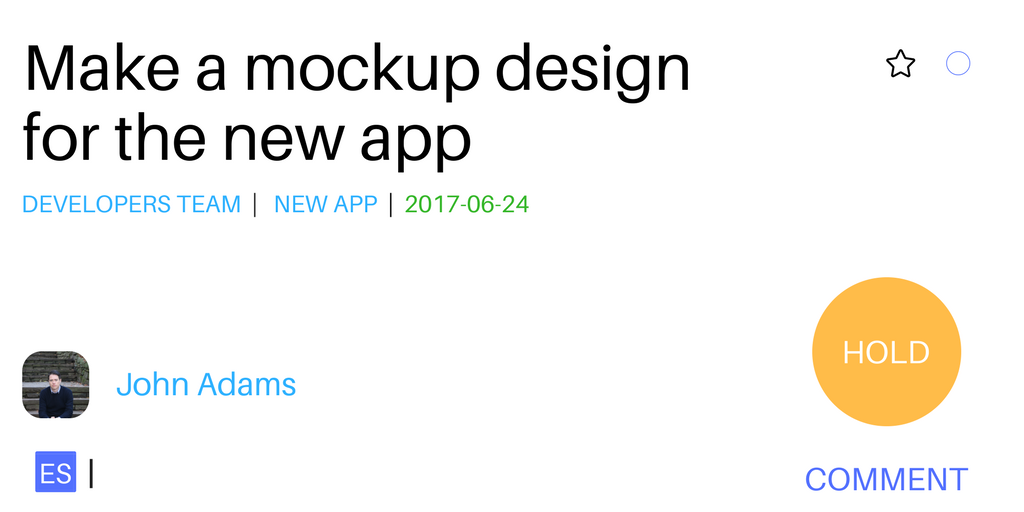 Make a mockup design
for the new app
DEVELOPERS TEAM | NEW APP | 2017-06-24
HOLD
John Adams
ES |
COMMENT